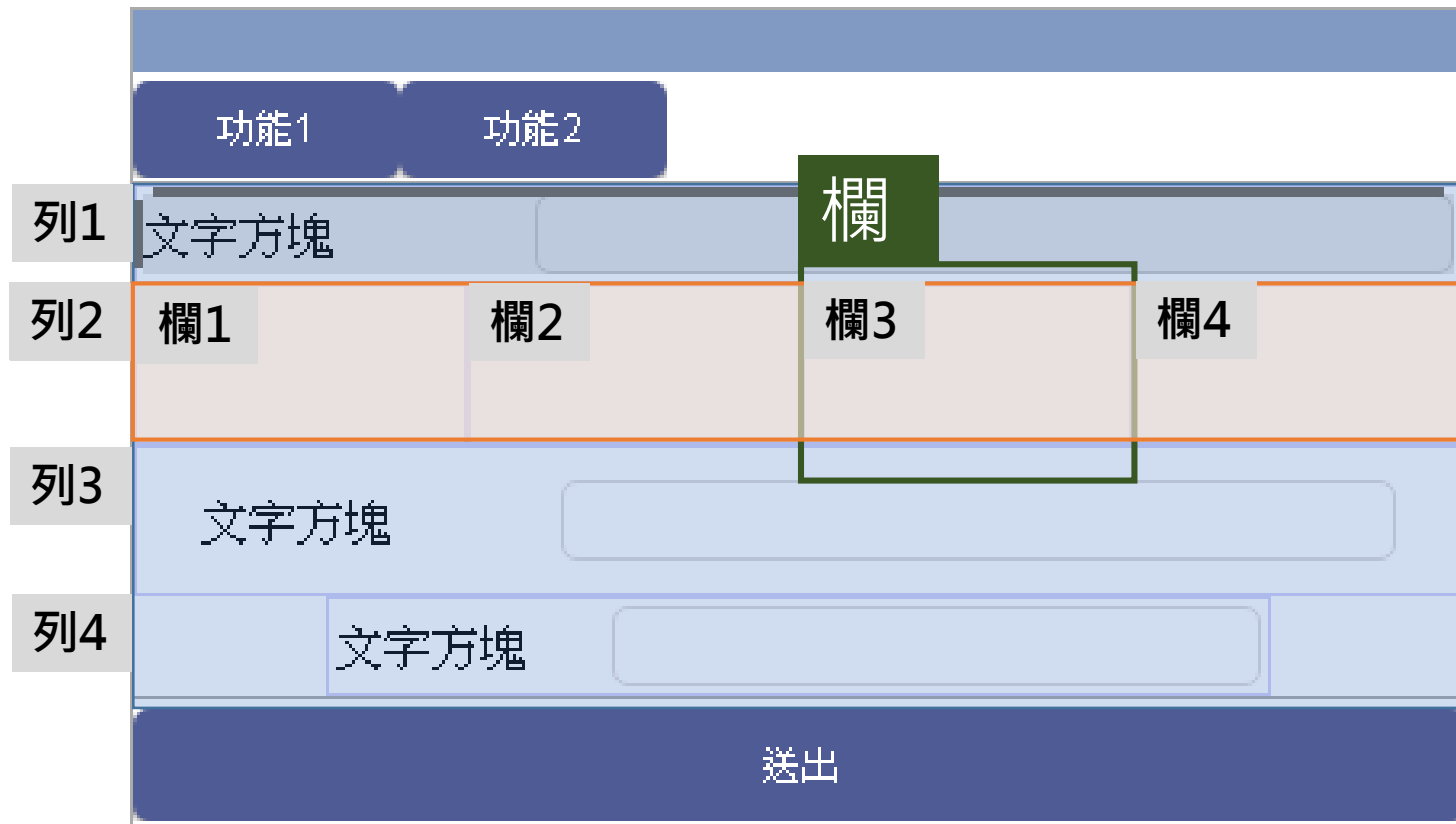 功能1 功能2
欄
列1 文字方塊
列2 欄1 欄2 欄3 欄4
列3 文字方塊
列4 文字方塊
送出